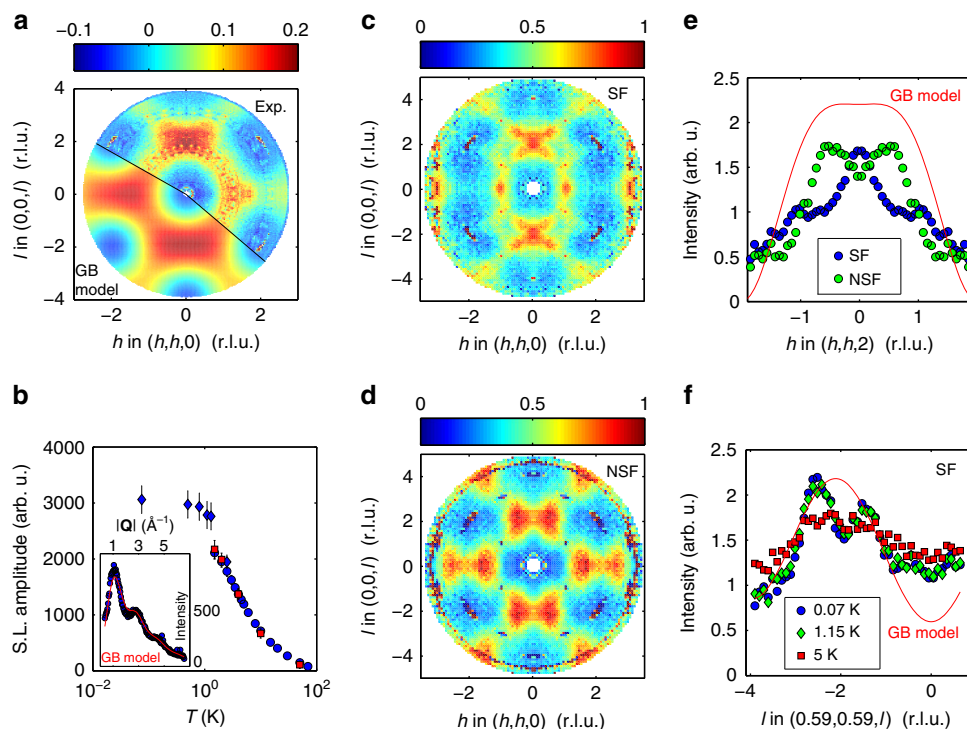 a
−0.1 0 0.1 0.2
Exp.
GB
model
4
2
0
−2
−4
−2 0 2
l in (0,0,l) (r.l.u.)
h in (h,h,0) (r.l.u.)
c
0 0.5 1
SF
4
2
0
−2
−4
−2 0 2
l in (0,0,l) (r.l.u.)
h in (h,h,0) (r.l.u.)
e
GB model
2.5
2
1.5
1
0.5
0
−1 0 1
SF
NSF
Intensity (arb. u.)
h in (h,h,2) (r.l.u.)
b
4000
3000
2000
1000
0
10⁻² 10⁰ 10²
S.L. amplitude (arb. u.)
T (K)
|Q| (Å⁻¹)
1 3 5
Intensity
500
0
GB model
d
0 0.5 1
NSF
4
2
0
−2
−4
−2 0 2
l in (0,0,l) (r.l.u.)
h in (h,h,0) (r.l.u.)
f
SF
2.5
2
1.5
1
0.5
0
−4 −2 0
0.07 K
1.15 K
5 K
GB model
Intensity (arb. u.)
l in (0.59,0.59,l) (r.l.u.)